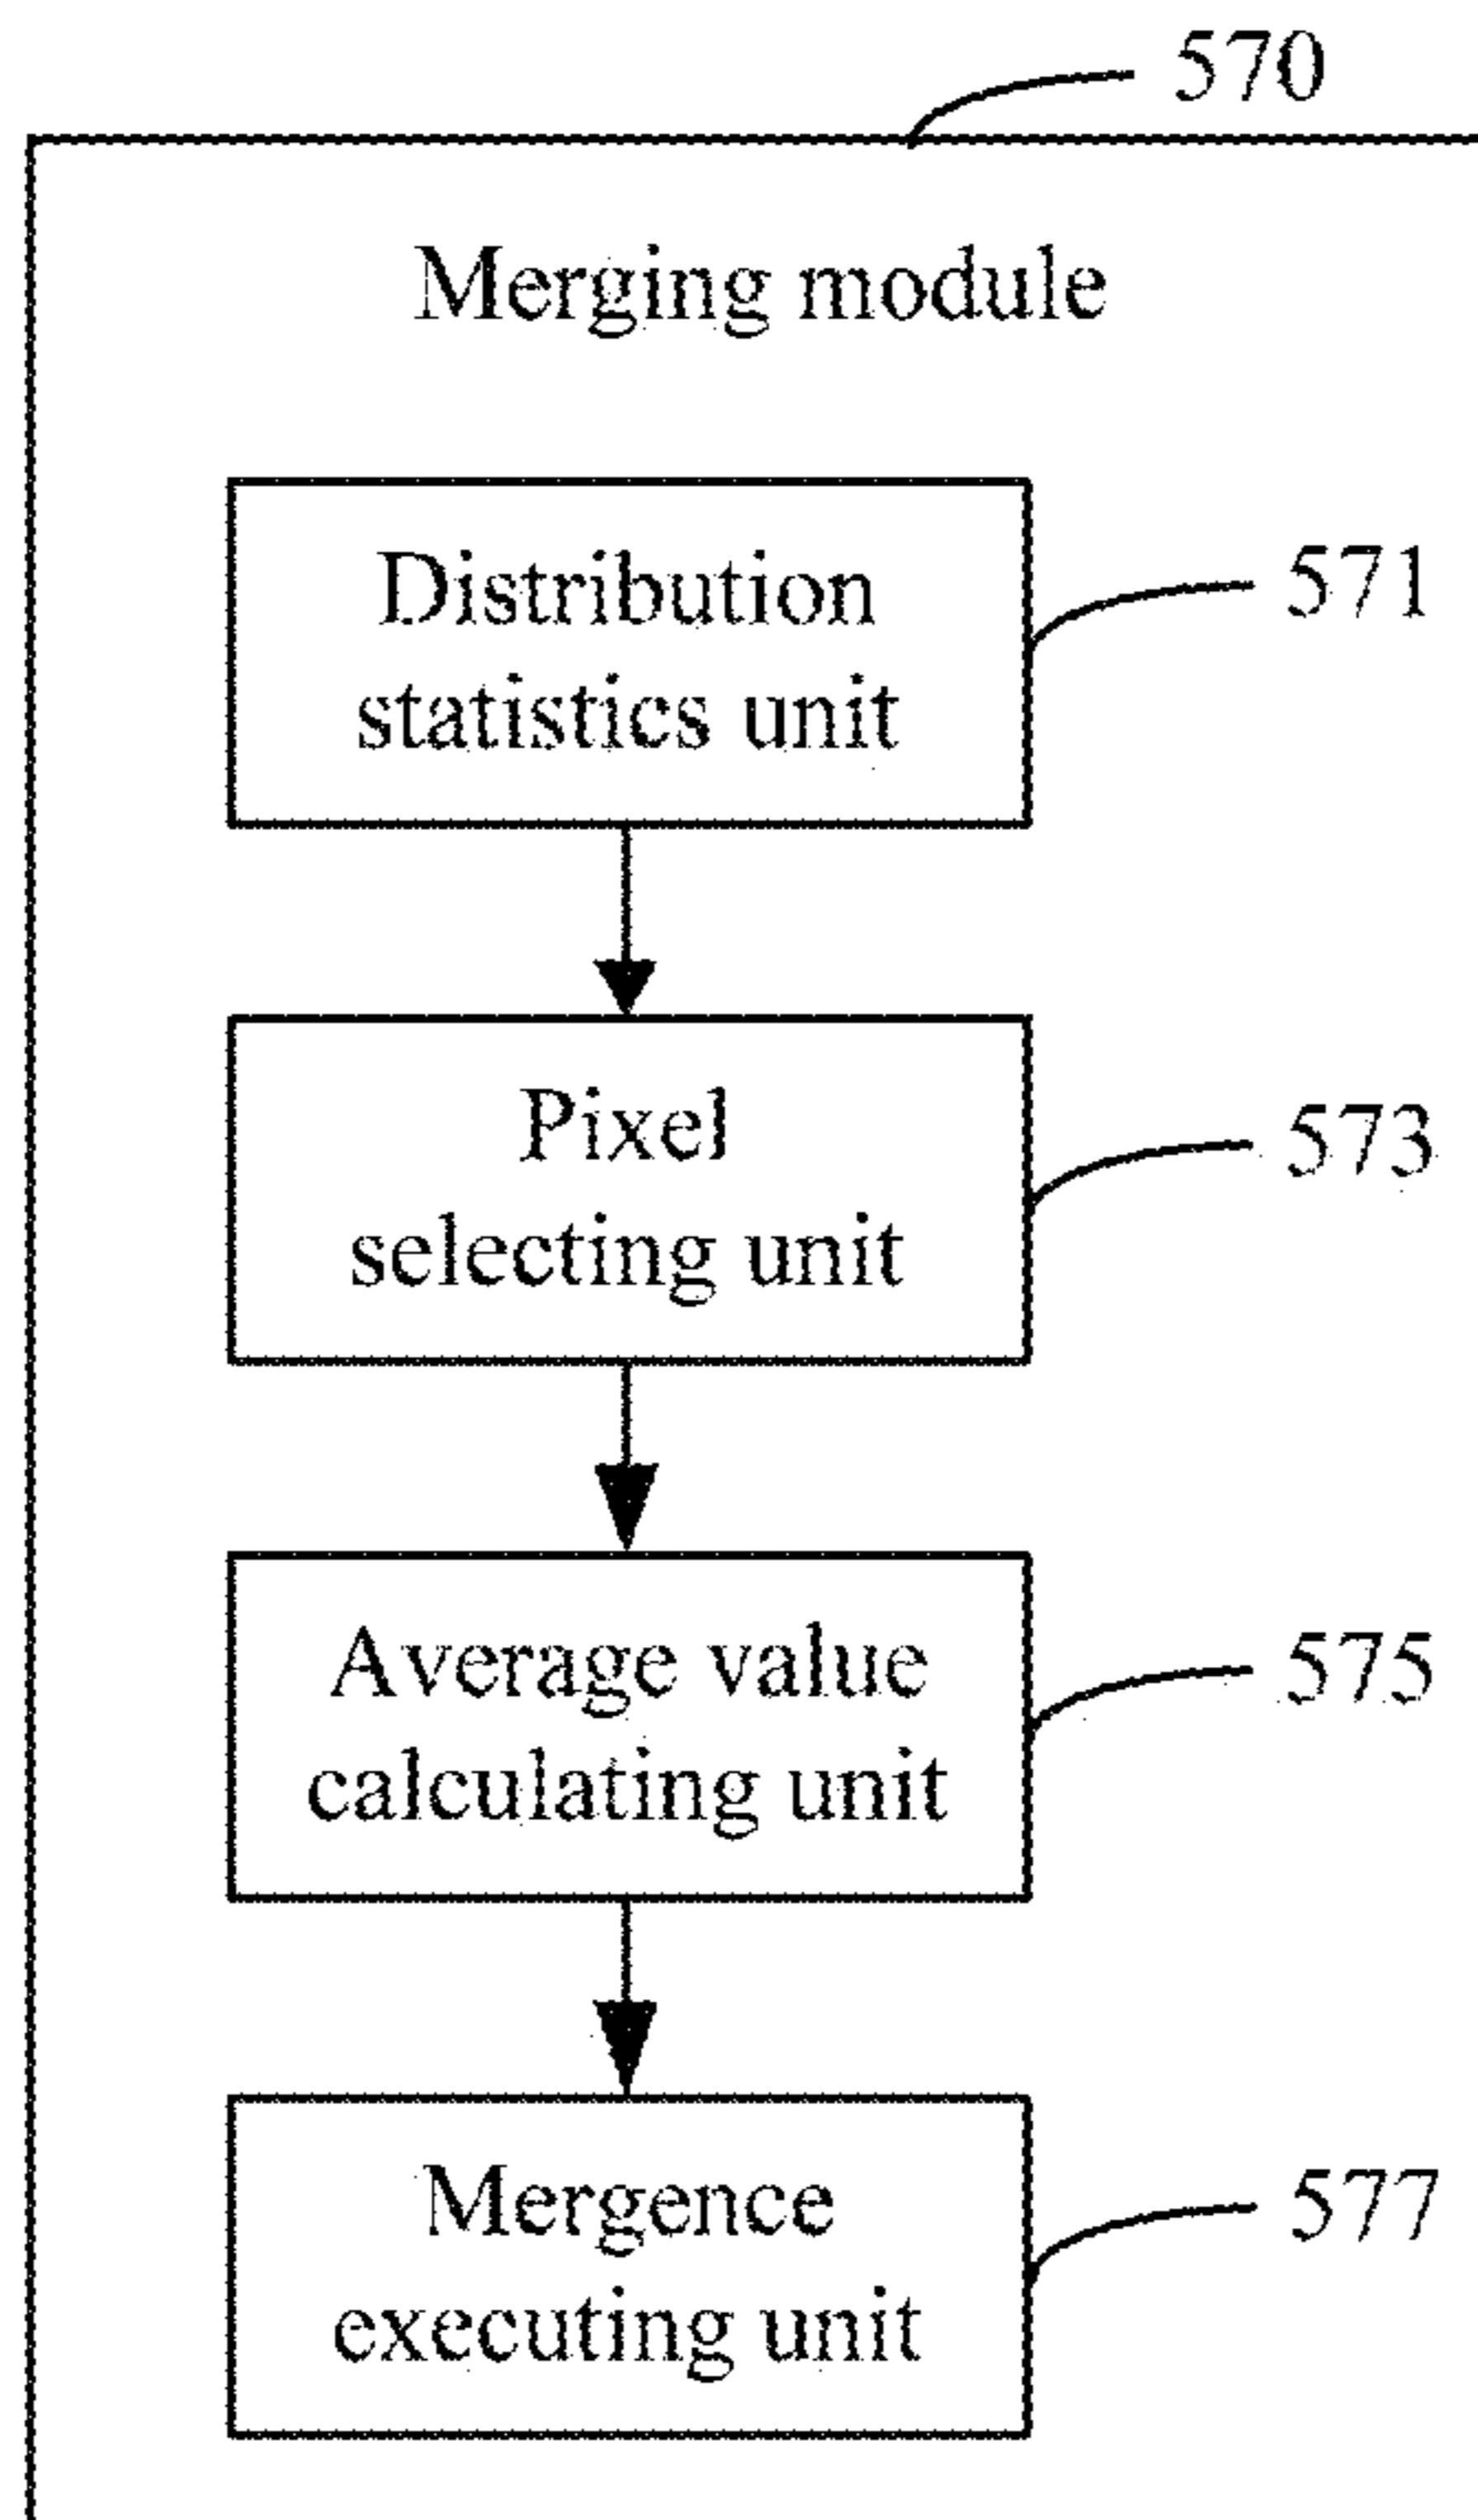 570
Merging module
Distribution
statistics unit
571
Pixel
selecting unit
573
Average value
calculating unit
575
Mergence
executing unit
577